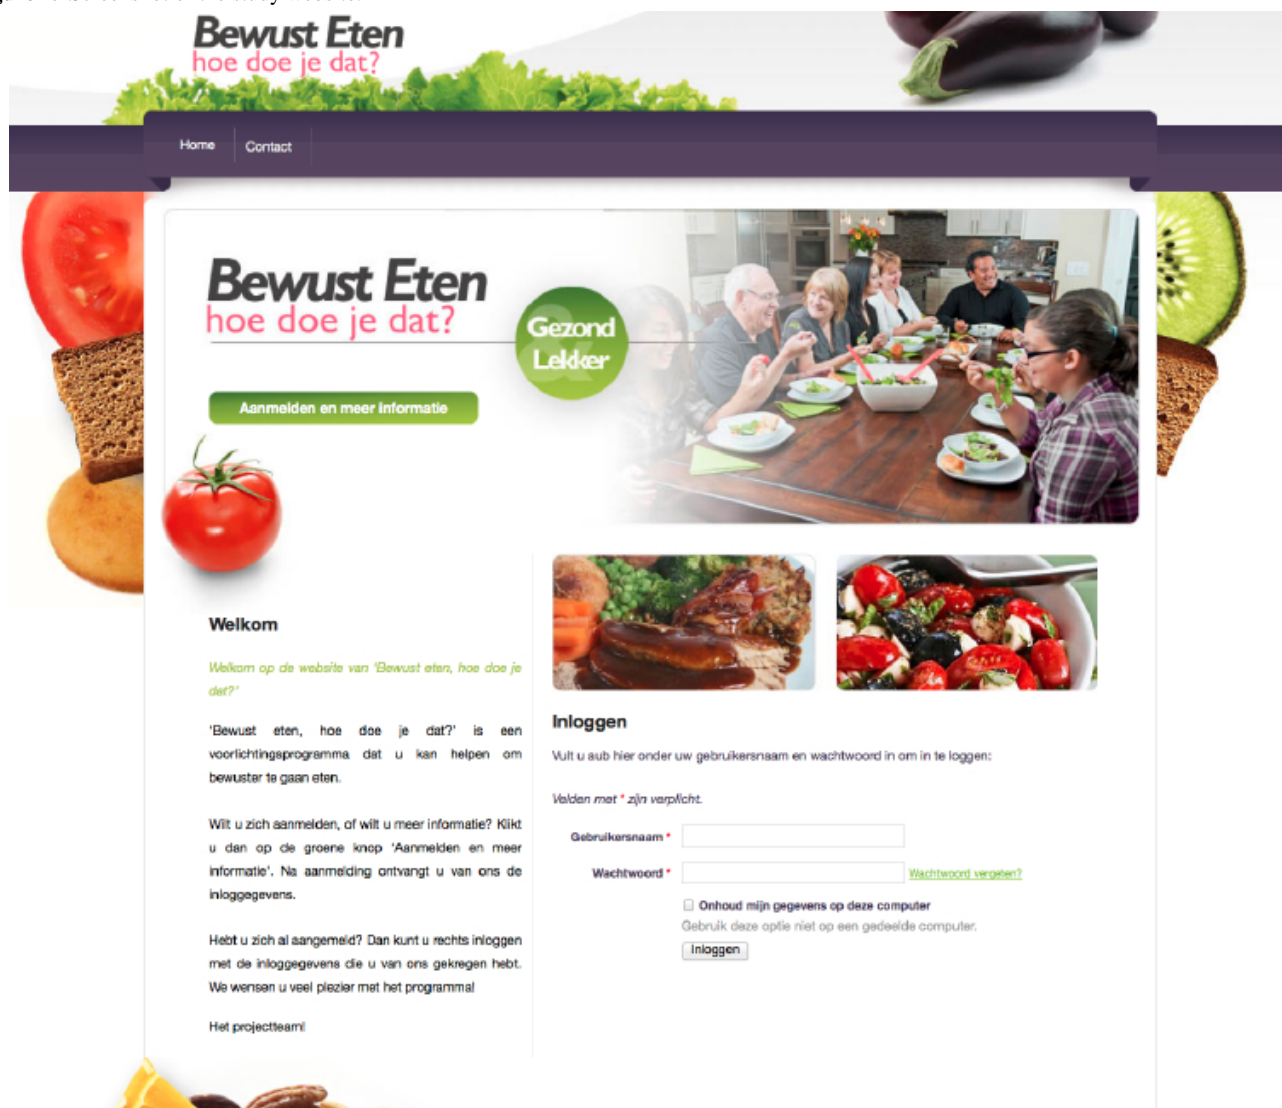 Bewust Eten
hoe doe je dat?
Home
Contact
Bewust Eten
hoe doe je dat?
Gezond
&
Lekker
Aanmelden en meer informatie
Welkom
Welkom op de website van 'Bewust eten, hoe doe je
dat?'
'Bewust eten, hoe doe je dat?' is een
voorlichtingsprogramma dat u kan helpen om
bewuster te gaan eten.
Wilt u zich aanmelden, of wilt u meer informatie? Klikt
u dan op de groene knop 'Aanmelden en meer
informatie'. Na aanmelding ontvangt u van ons de
inloggegevens.
Hebt u zich al aangemeld? Dan kunt u rechts inloggen
met de inloggegevens die u van ons gekregen hebt.
We wensen u veel plezier met het programma!
Het projectteam!
Inloggen
Vult u aub hier onder uw gebruikersnaam en wachtwoord in om in te loggen:
Velden met * zijn verplicht.
Gebruikersnaam *
Wachtwoord *
Wachtwoord vergeten?
Onhoud mijn gegevens op deze computer
Gebruik deze optie niet op een gedeelde computer.
Inloggen